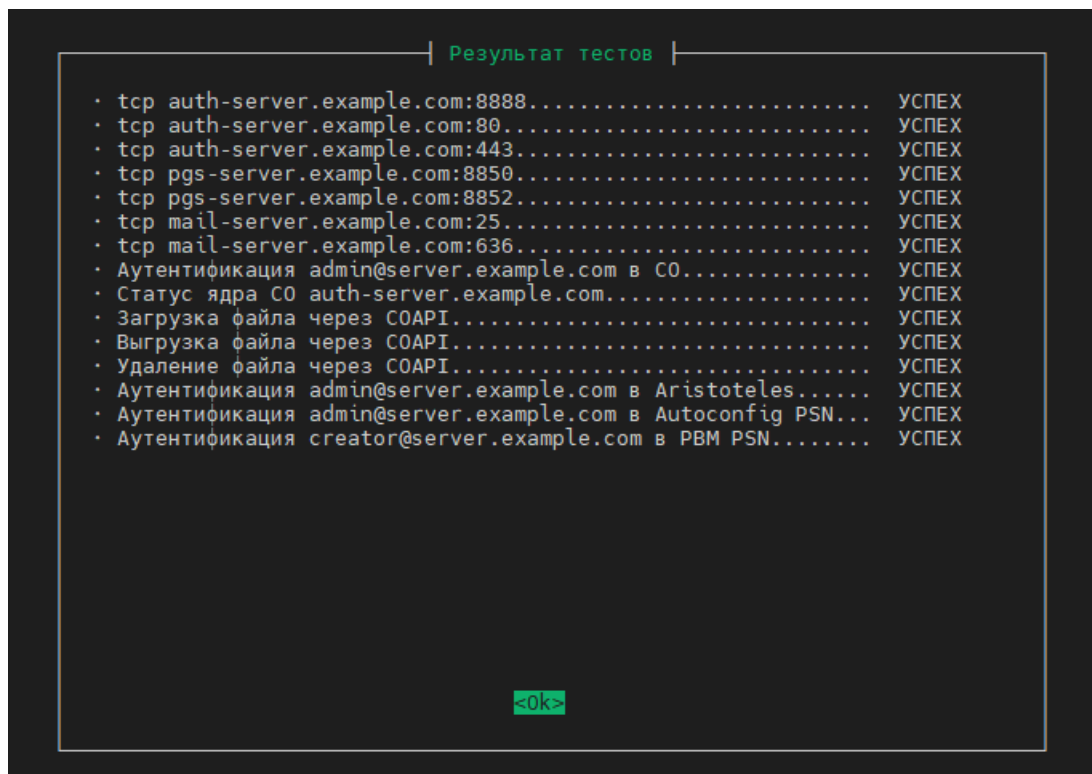 Результат тестов
· tcp auth-server.example.com:8888........................... УСПЕХ
· tcp auth-server.example.com:80............................. УСПЕХ
· tcp auth-server.example.com:443............................ УСПЕХ
· tcp pgs-server.example.com:8850............................ УСПЕХ
· tcp pgs-server.example.com:8852............................ УСПЕХ
· tcp mail-server.example.com:25............................. УСПЕХ
· tcp mail-server.example.com:636............................ УСПЕХ
· Аутентификация admin@server.example.com в CO............... УСПЕХ
· Статус ядра CO auth-server.example.com..................... УСПЕХ
· Загрузка файла через COAPI................................. УСПЕХ
· Выгрузка файла через COAPI................................. УСПЕХ
· Удаление файла через COAPI................................. УСПЕХ
· Аутентификация admin@server.example.com в Aristoteles...... УСПЕХ
· Аутентификация admin@server.example.com в Autoconfig PSN... УСПЕХ
· Аутентификация creator@server.example.com в PBM PSN........ УСПЕХ
<Ok>